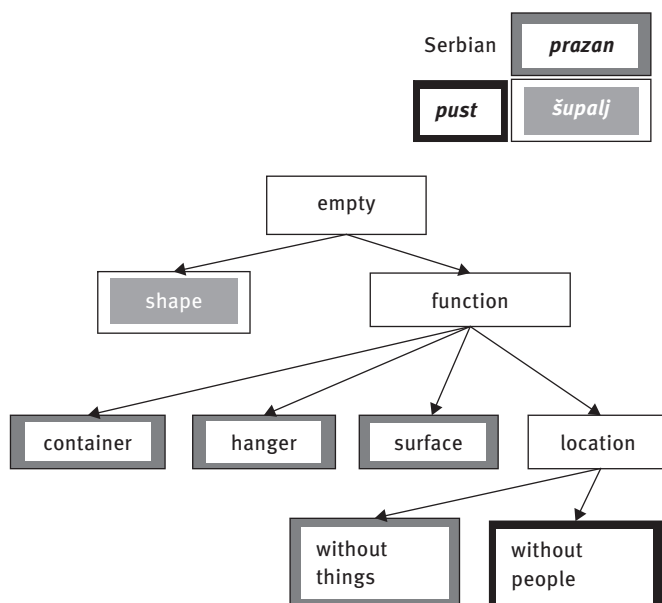 Serbian prazan
pust šupalj
empty
shape function
container hanger surface location
without things without people